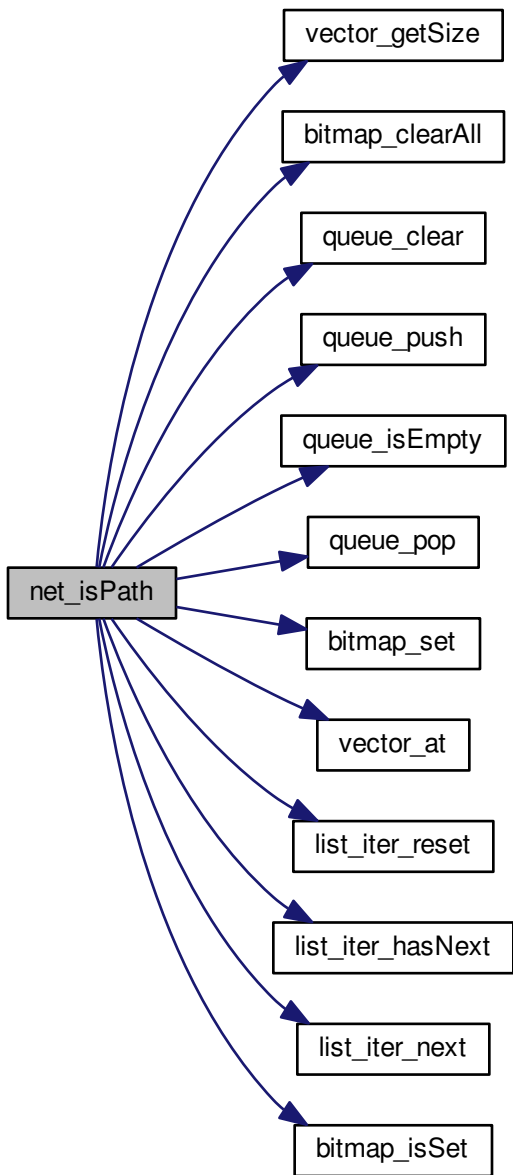 vector_getSize
bitmap_clearAll
queue_clear
queue_push
queue_isEmpty
queue_pop
net_isPath
bitmap_set
vector_at
list_iter_reset
list_iter_hasNext
list_iter_next
bitmap_isSet